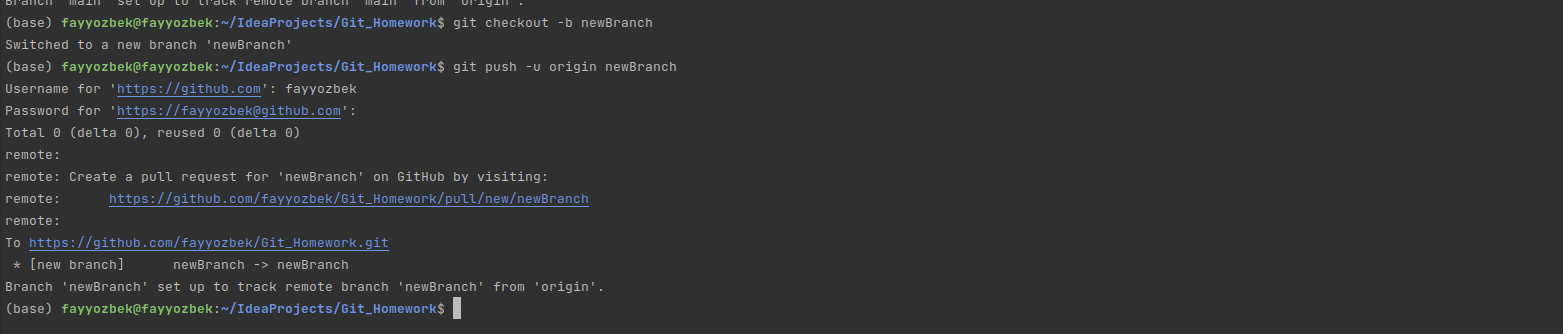 Branch 'main' set up to track remote branch 'main' from 'origin'.
(base) fayyozbek@fayyozbek:~/IdeaProjects/Git_Homework$ git checkout -b newBranch
Switched to a new branch 'newBranch'
(base) fayyozbek@fayyozbek:~/IdeaProjects/Git_Homework$ git push -u origin newBranch
Username for 'https://github.com': fayyozbek
Password for 'https://fayyozbek@github.com':
Total 0 (delta 0), reused 0 (delta 0)
remote:
remote: Create a pull request for 'newBranch' on GitHub by visiting:
remote:      https://github.com/fayyozbek/Git_Homework/pull/new/newBranch
remote:
To https://github.com/fayyozbek/Git_Homework.git
 * [new branch]      newBranch -> newBranch
Branch 'newBranch' set up to track remote branch 'newBranch' from 'origin'.
(base) fayyozbek@fayyozbek:~/IdeaProjects/Git_Homework$